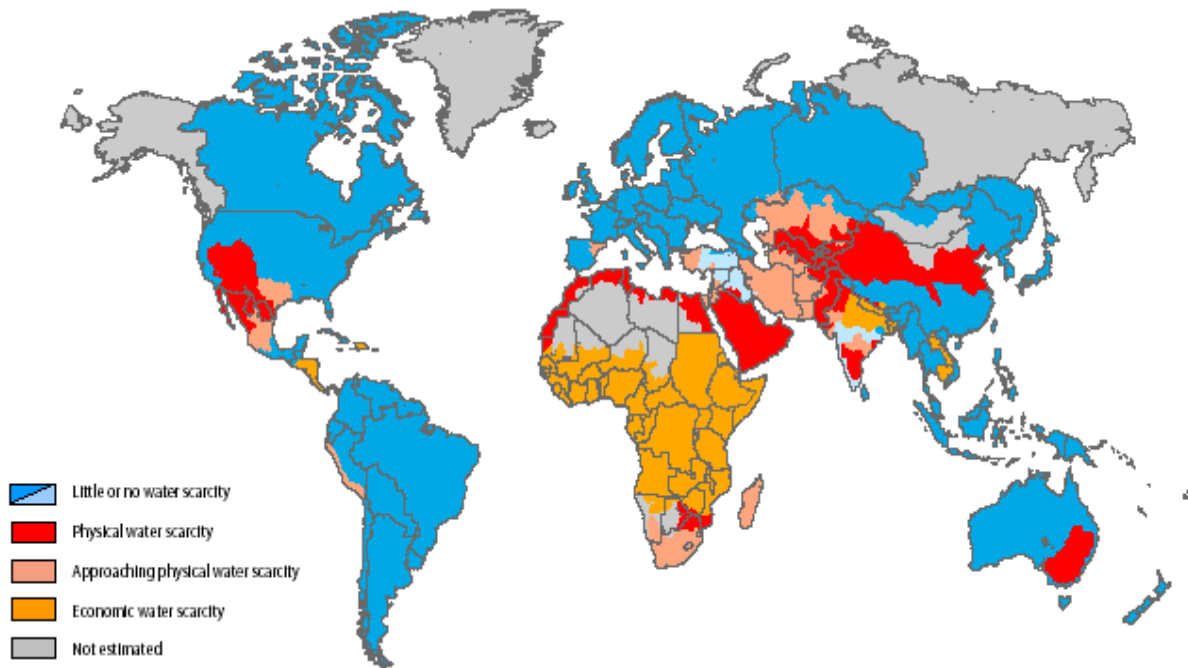 Little or no water scarcity
Physical water scarcity
Approaching physical water scarcity
Economic water scarcity
Not estimated